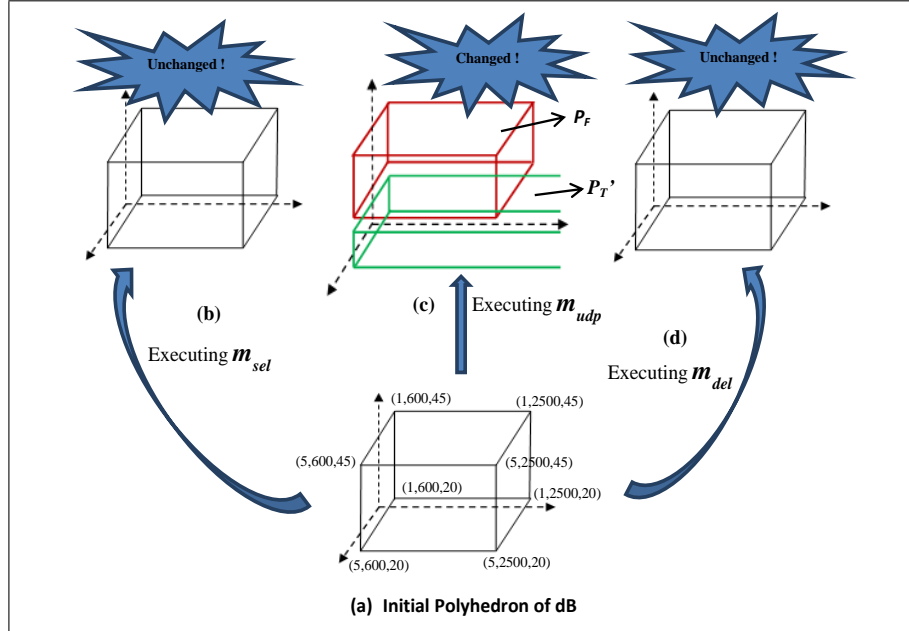 Unchanged !
Changed !
Unchanged !
P_F
P_T'
(b)
Executing m_sel
(c)
Executing m_udp
(d)
Executing m_del
(1,600,45)
(1,2500,45)
(5,600,45)
(5,2500,45)
(1,600,20)
(1,2500,20)
(5,600,20)
(5,2500,20)
(a) Initial Polyhedron of dB